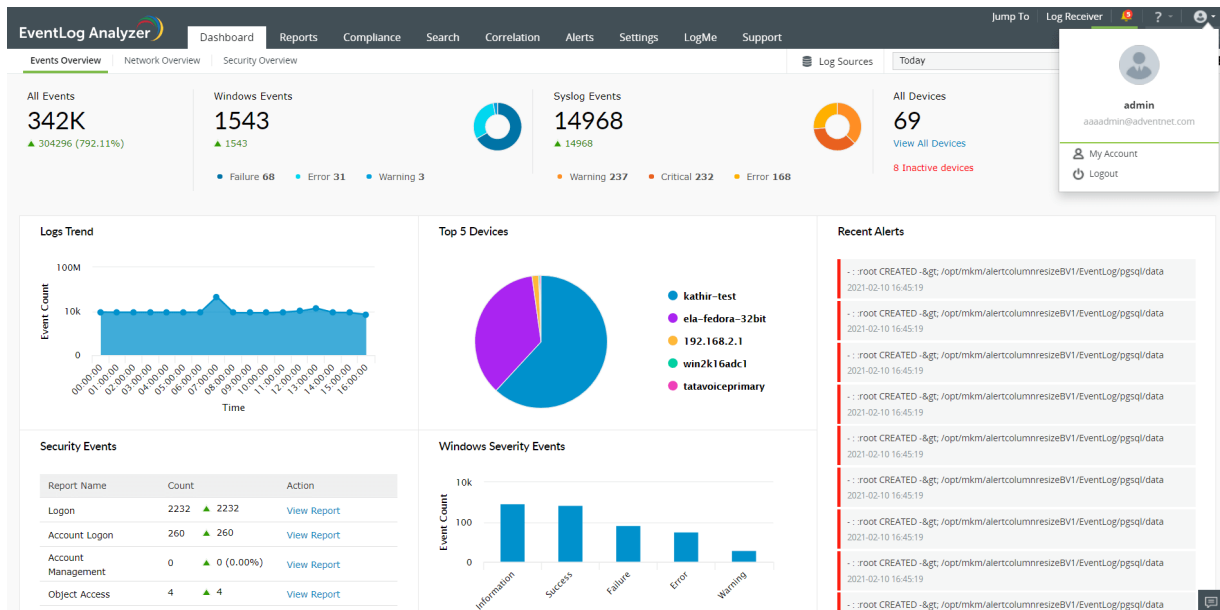 Jump To
Log Receiver
5
?
EventLog Analyzer
Dashboard
Reports
Compliance
Search
Correlation
Alerts
Settings
LogMe
Support
Events Overview
Network Overview
Security Overview
Log Sources
Today
admin
aaaadmin@adventnet.com
My Account
Logout
All Events
342K
304296 (792.11%)
Windows Events
1543
1543
Failure 68
Error 31
Warning 3
Syslog Events
14968
14968
Warning 237
Critical 232
Error 168
All Devices
69
View All Devices
8 Inactive devices
Logs Trend
Event Count
100M
10k
0
00:00:00
01:00:00
02:00:00
03:00:00
04:00:00
05:00:00
06:00:00
07:00:00
08:00:00
09:00:00
10:00:00
11:00:00
12:00:00
13:00:00
14:00:00
15:00:00
16:00:00
Time
Top 5 Devices
kathir-test
ela-fedora-32bit
192.168.2.1
win2k16adc1
tatavoiceprimary
Recent Alerts
- : :root CREATED -&gt; /opt/mkm/alertcolumnresizeBV1/EventLog/pgsql/data
2021-02-10 16:45:19
- : :root CREATED -&gt; /opt/mkm/alertcolumnresizeBV1/EventLog/pgsql/data
2021-02-10 16:45:19
- : :root CREATED -&gt; /opt/mkm/alertcolumnresizeBV1/EventLog/pgsql/data
2021-02-10 16:45:19
- : :root CREATED -&gt; /opt/mkm/alertcolumnresizeBV1/EventLog/pgsql/data
2021-02-10 16:45:19
- : :root CREATED -&gt; /opt/mkm/alertcolumnresizeBV1/EventLog/pgsql/data
2021-02-10 16:45:19
- : :root CREATED -&gt; /opt/mkm/alertcolumnresizeBV1/EventLog/pgsql/data
2021-02-10 16:45:19
- : :root CREATED -&gt; /opt/mkm/alertcolumnresizeBV1/EventLog/pgsql/data
2021-02-10 16:45:19
- : :root CREATED -&gt; /opt/mkm/alertcolumnresizeBV1/EventLog/pgsql/data
2021-02-10 16:45:19
- : :root CREATED -&gt; /opt/mkm/alertcolumnresizeBV1/EventLog/pgsql/data
Security Events
Report Name Count Action
Logon 2232 2232 View Report
Account Logon 260 260 View Report
Account
Management 0 0 (0.00%) View Report
Object Access 4 4 View Report
Windows Severity Events
Event Count
10k
100
0
Information
Success
Failure
Error
Warning